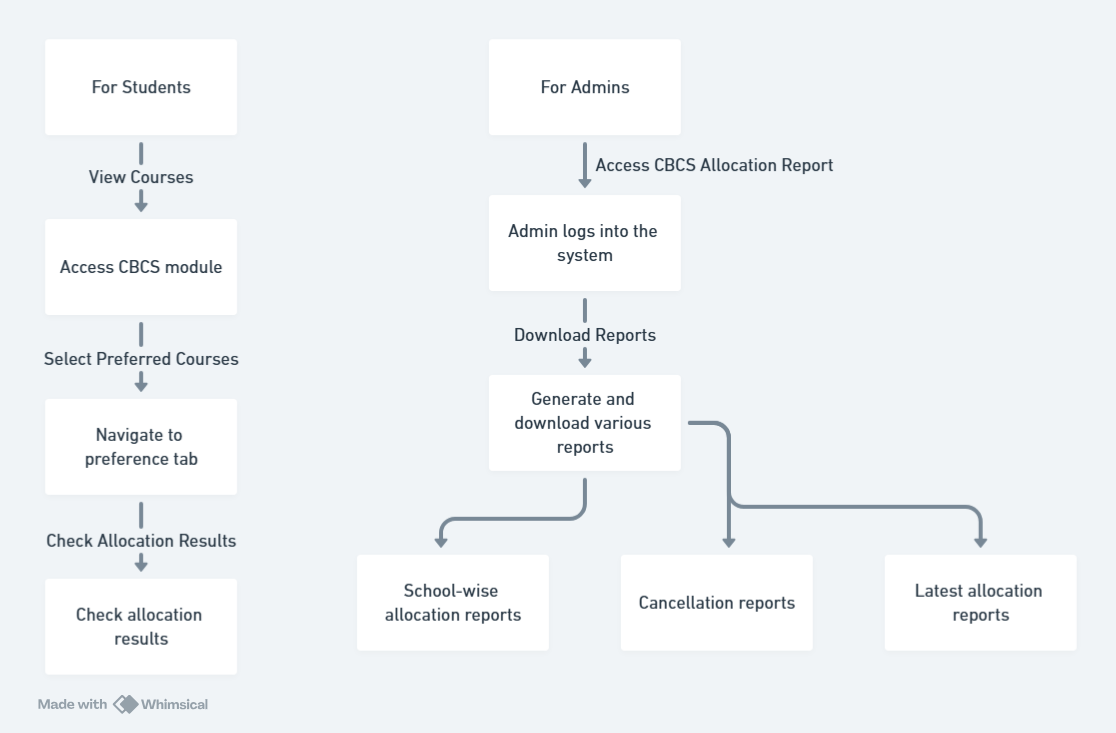 For Students
View Courses
Access CBCS module
Select Preferred Courses
Navigate to
preference tab
Check Allocation Results
Check allocation
results
For Admins
Access CBCS Allocation Report
Admin logs into the
system
Download Reports
Generate and
download various
reports
School-wise
allocation reports
Cancellation reports
Latest allocation
reports
Made with Whimsical